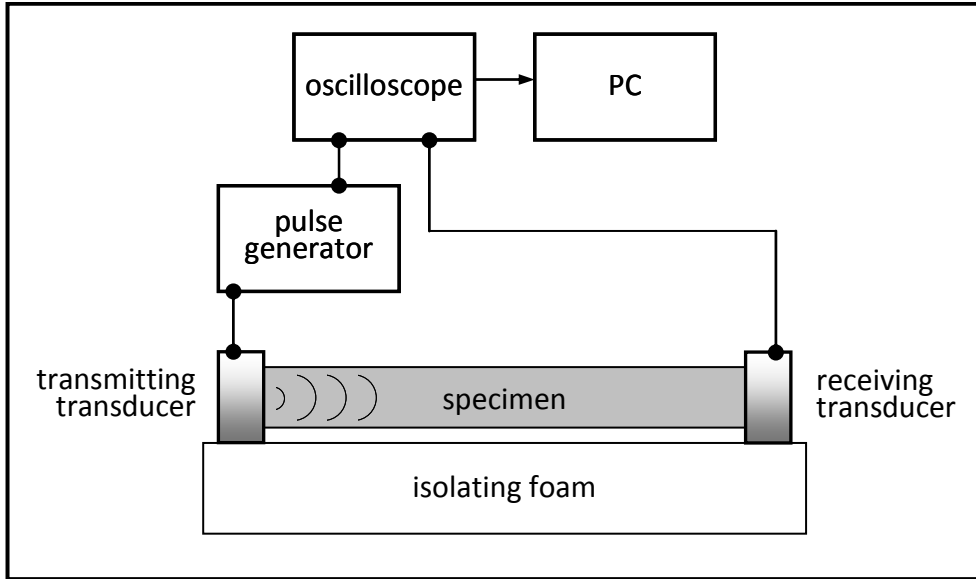 oscilloscope
PC
pulse
generator
transmitting
transducer
specimen
receiving
transducer
isolating foam